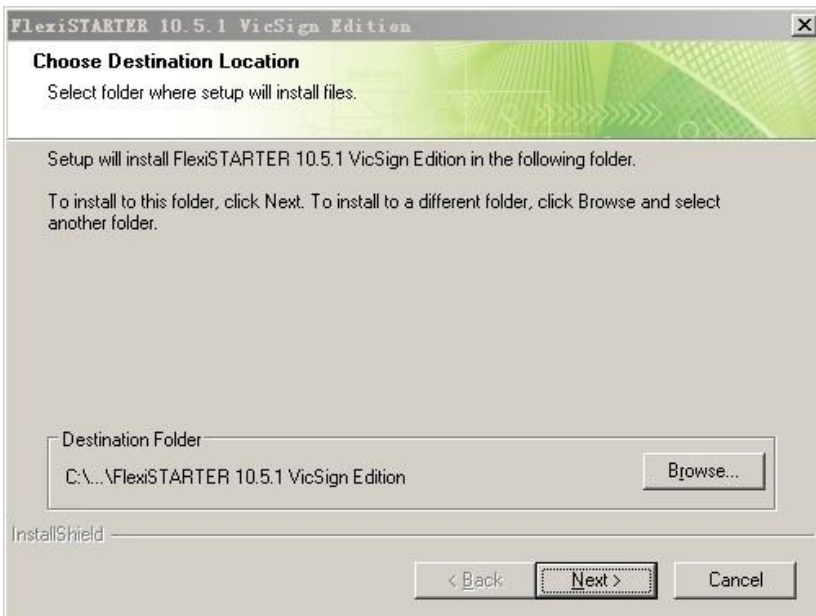 FlexiSTARTER 10.5.1 VicSign Edition
Choose Destination Location
Select folder where setup will install files.
Setup will install FlexiSTARTER 10.5.1 VicSign Edition in the following folder.
To install to this folder, click Next. To install to a different folder, click Browse and select
another folder.
Destination Folder
C:\...\FlexiSTARTER 10.5.1 VicSign Edition
Browse...
InstallShield
< Back
Next >
Cancel